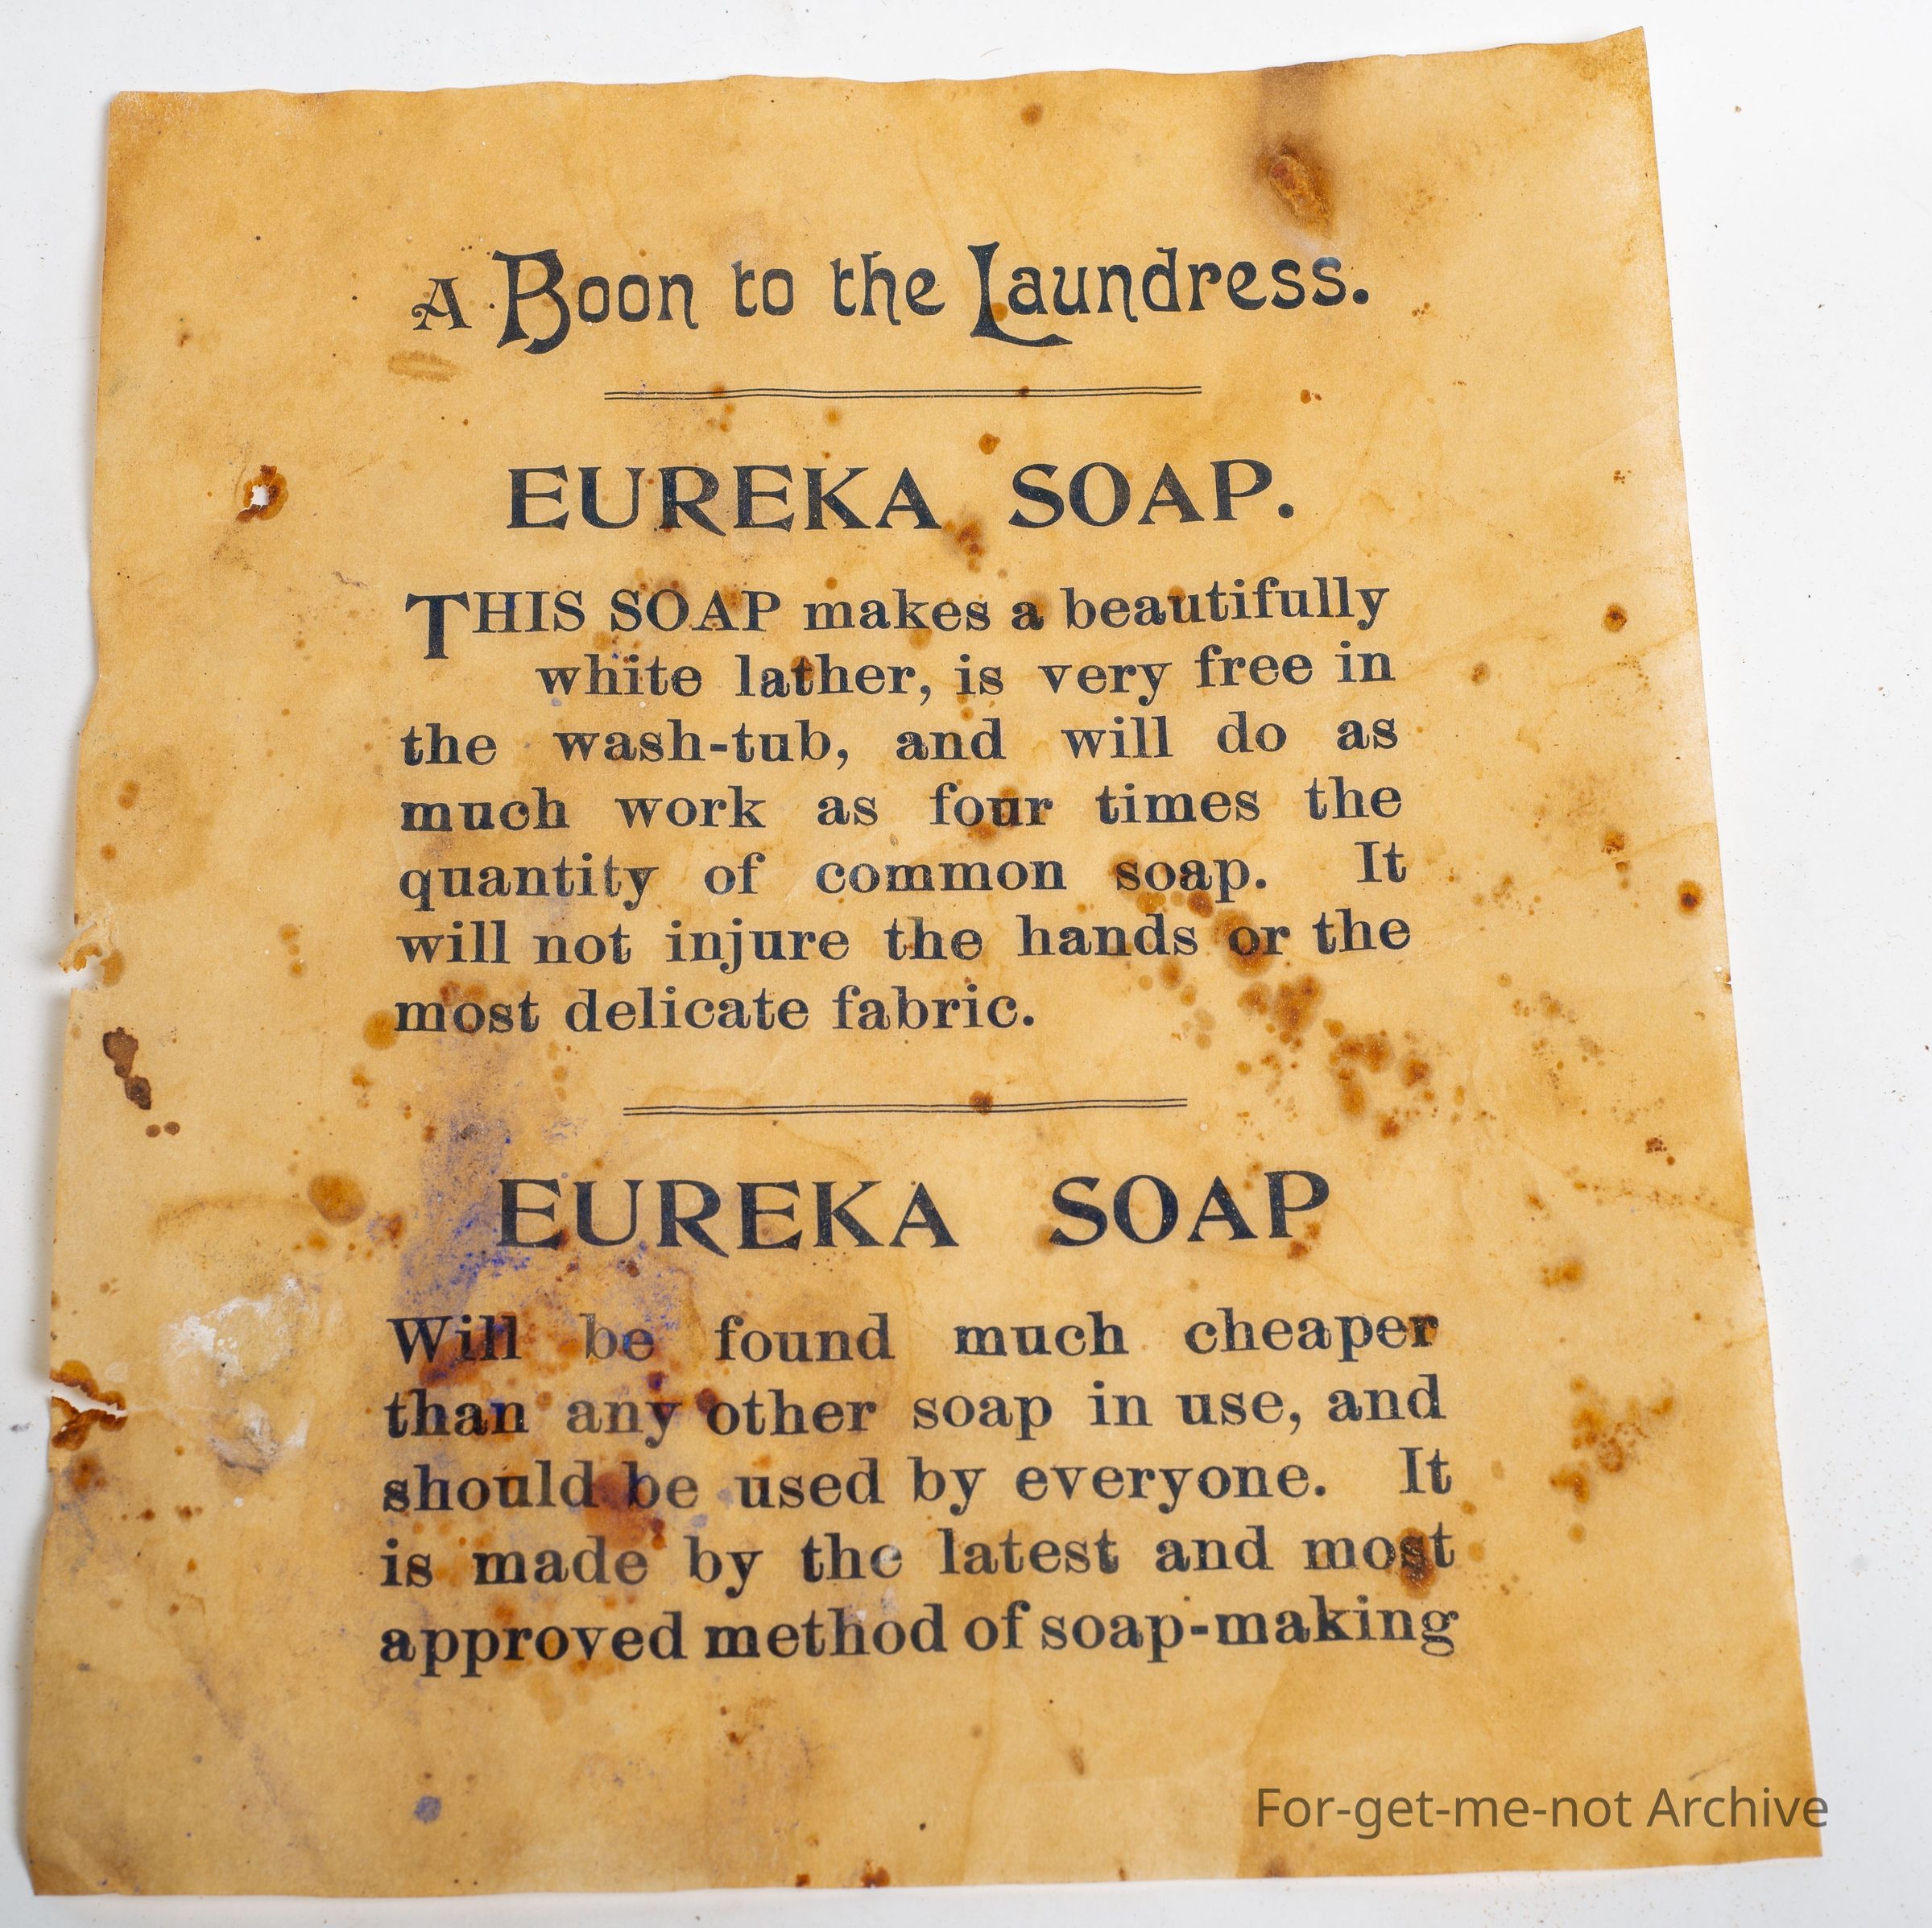 A Boon to the Laundress.
EUREKA SOAP.
THIS SOAP makes a beautifully
white lather, is very free in
the wash-tub, and will do as
much work as four times the
quantity of common soap. It
will not injure the hands or the
most delicate fabric.
EUREKA SOAP
Will be found much cheaper
than any other soap in use, and
should be used by everyone. It
is made by the latest and most
approved method of soap-making
For-get-me-not Archive